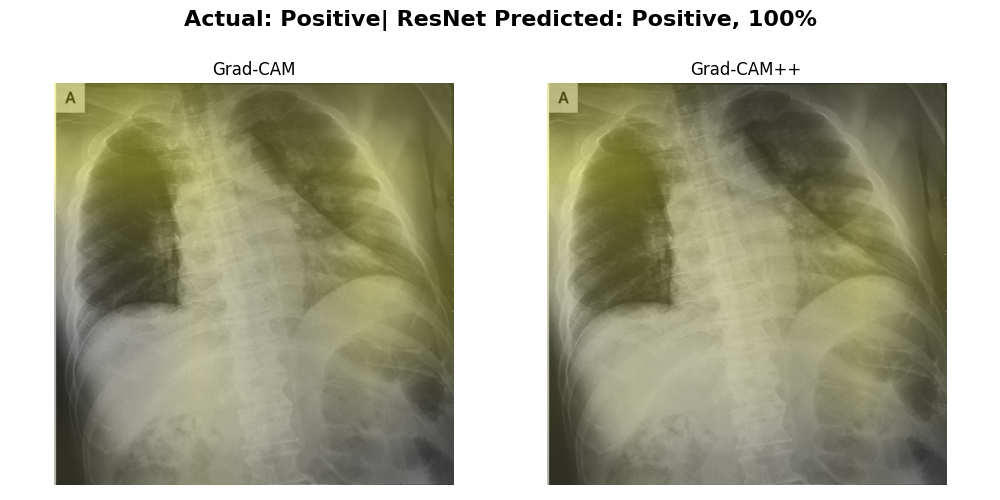 Actual: Positive| ResNet Predicted: Positive, 100%
Grad-CAM
Grad-CAM++
A
A